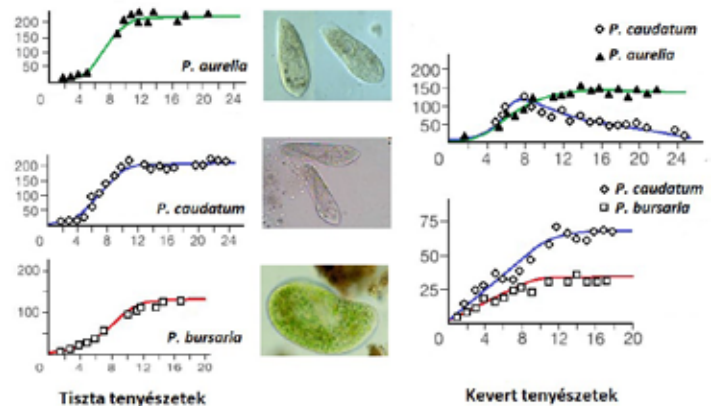 200
150
100
50
P. aurelia
0 4 8 12 16 20 24
200
150
100
50
P. caudatum
0 4 8 12 16 20 24
200
100
P. bursaria
0 4 8 12 16 20
Tiszta tenyészetek
P. caudatum
P. aurelia
200
150
100
50
0 4 8 12 16 20 24
P. caudatum
P. bursaria
75
50
25
0 4 8 12 16 20
Kevert tenyészetek